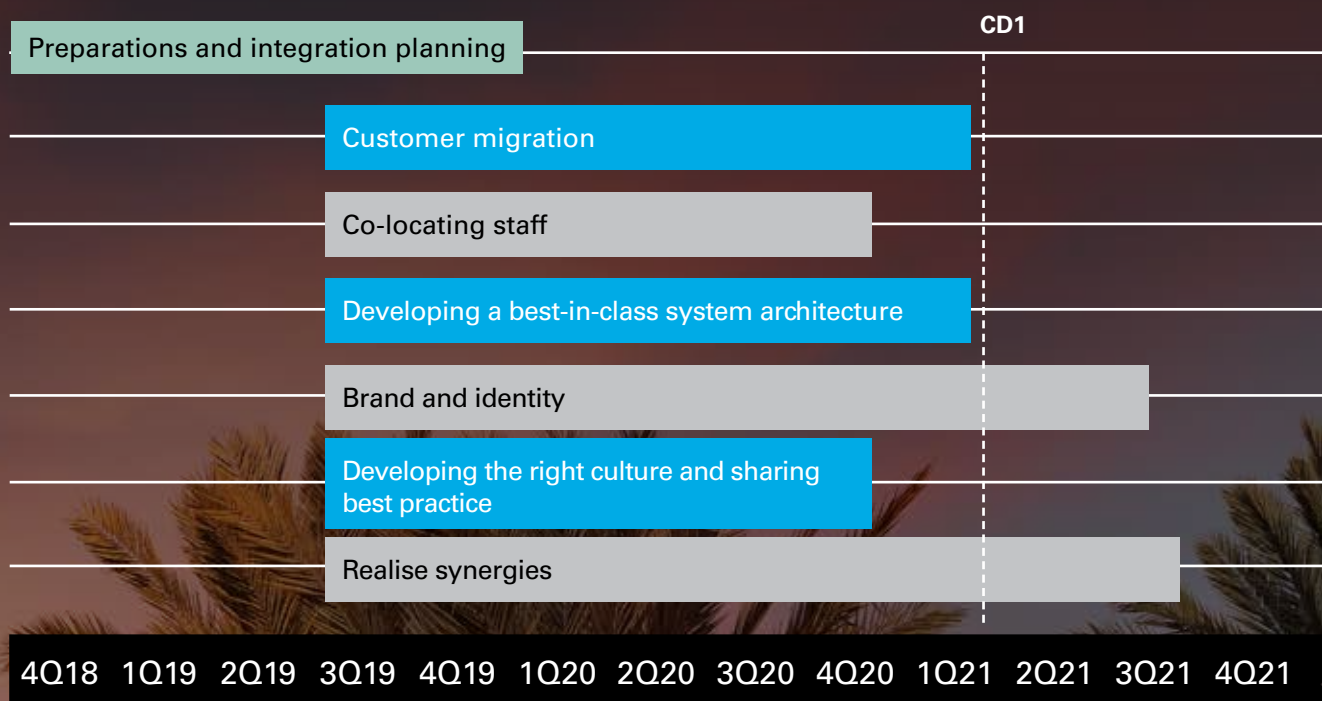 CD1
Preparations and integration planning
Customer migration
Co-locating staff
Developing a best-in-class system architecture
Brand and identity
Developing the right culture and sharing
best practice
Realise synergies
4Q18 1Q19 2Q19 3Q19 4Q19 1Q20 2Q20 3Q20 4Q20 1Q21 2Q21 3Q21 4Q21